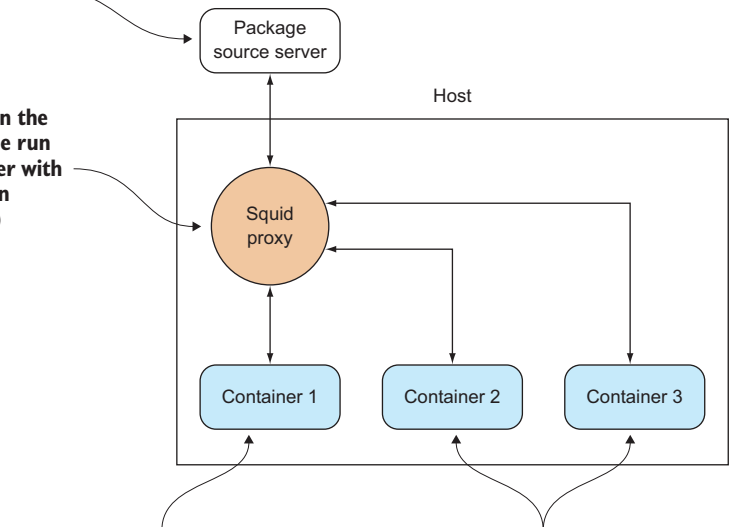 Package
source server
Host
n the
e run
er with
n
Squid
proxy
Container 1
Container 2
Container 3